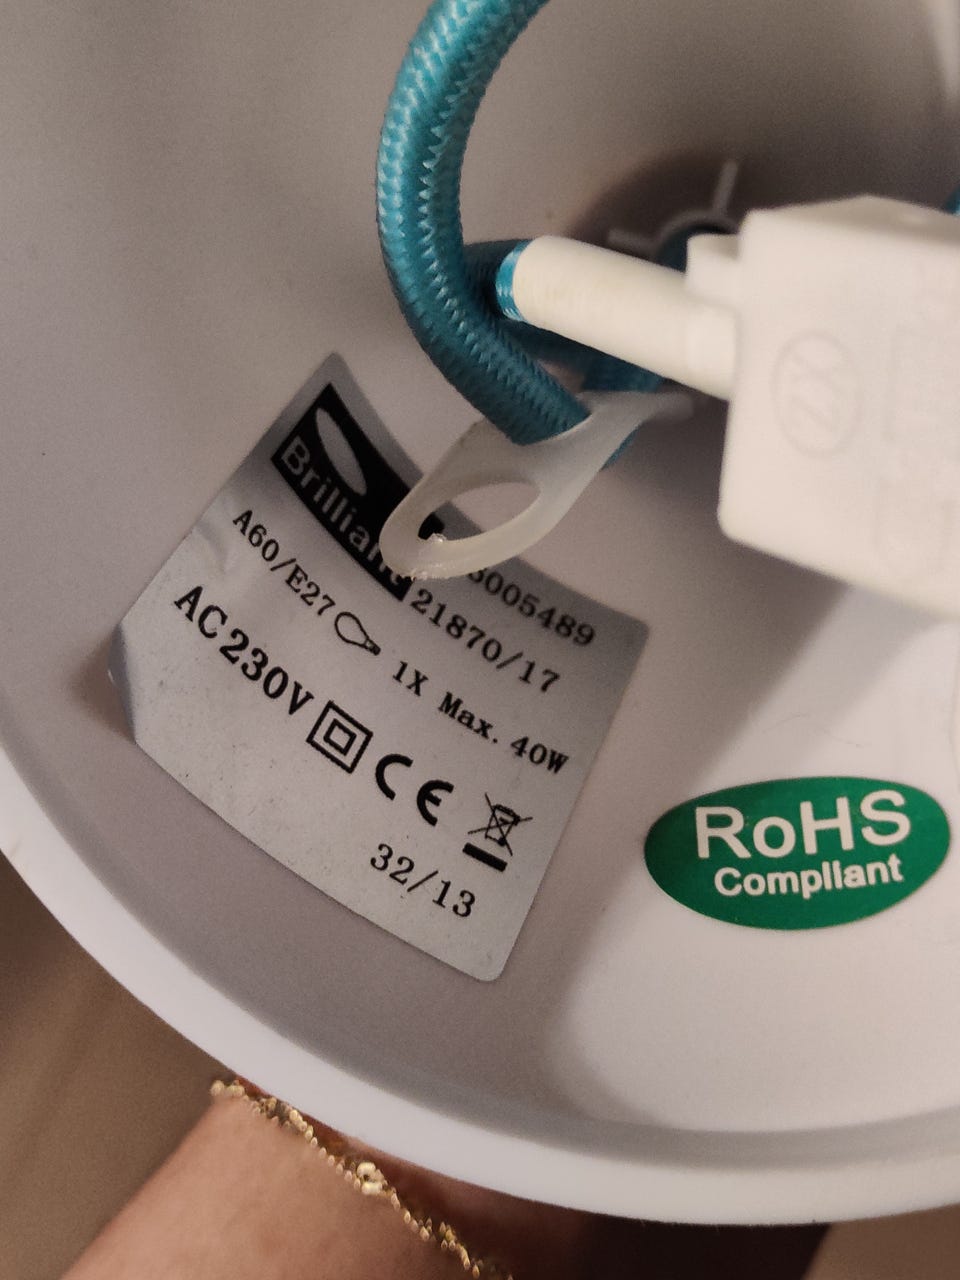 Brilliant
21870/17
A60/E27 1X Max. 40W
AC230V CE
32/13
RoHS
Compliant